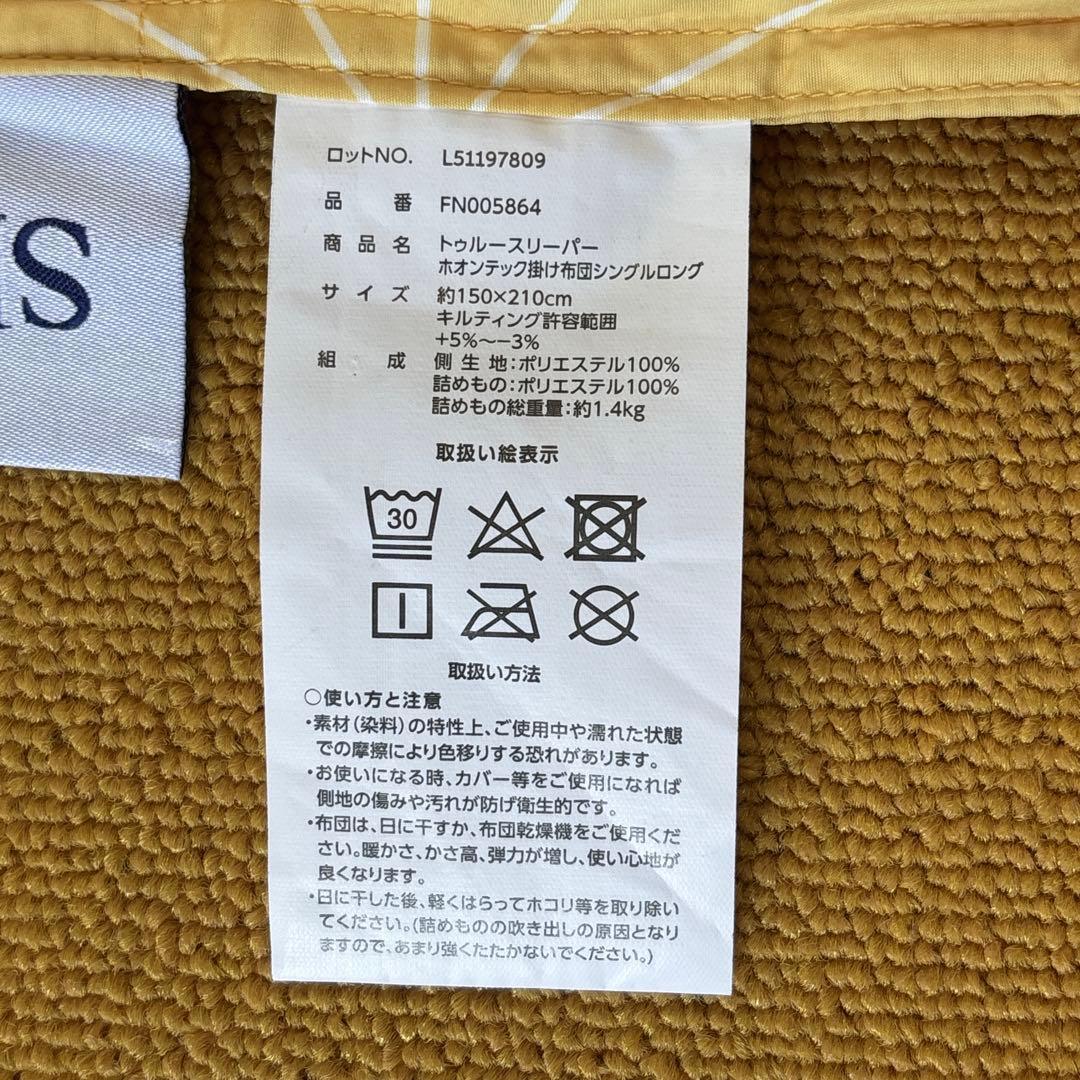 ロットNO. L51197809
品番 FN005864
商品名 トゥルースリーパー
ホオンテック掛け布団シングルロング
サイズ 約150×210cm
キルティング許容範囲
+5%〜−3%
組成 側生地:ポリエステル100%
詰めもの:ポリエステル100%
詰めもの総重量:約1.4kg
取扱い絵表示
30
取扱い方法
○使い方と注意
・素材(染料)の特性上、ご使用中や濡れた状態
での摩擦により色移りする恐れがあります。
・お使いになる時、カバー等をご使用になれば
側地の傷みや汚れが防げ衛生的です。
・布団は、日に干すか、布団乾燥機をご使用くだ
さい。暖かさ、かさ高、弾力が増し、使い心地が
良くなります。
・日に干した後、軽くはらってホコリ等を取り除い
てください。(詰めものの吹き出しの原因となり
ますので、あまり強くたたかないでください。)